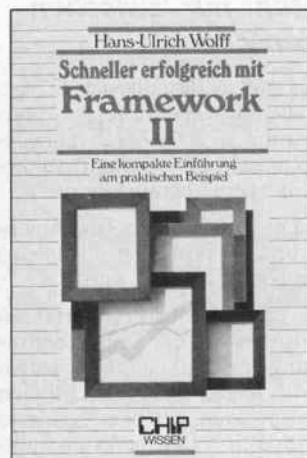 Hans-Ulrich Wolff
Schneller erfolgreich mit
Framework
II
Eine kompakte Einführung
am praktischen Beispiel
CHIP
WISSEN